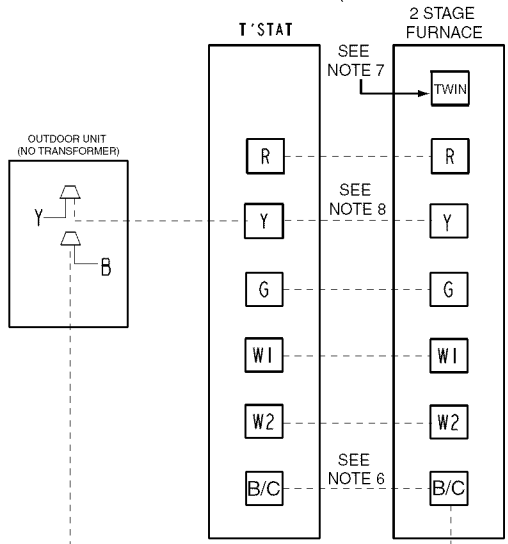 2 STAGE
FURNACE
T'STAT
SEE
NOTE 7
TWIN
OUTDOOR UNIT
(NO TRANSFORMER)
R
R
SEE
NOTE 8
Y
Y
Y
B
G
G
W1
W1
W2
W2
SEE
NOTE 6
B/C
B/C